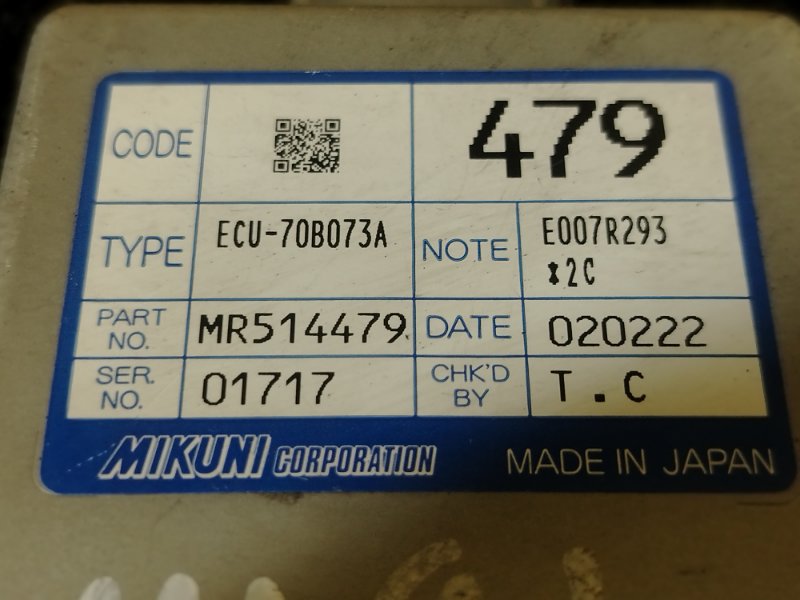 CODE 479
TYPE ECU-70B073A NOTE E007R293
*2C
PART NO. MR514479 DATE 020222
SER. NO. 01717 CHK'D BY T.C
MIKUNI CORPORATION MADE IN JAPAN